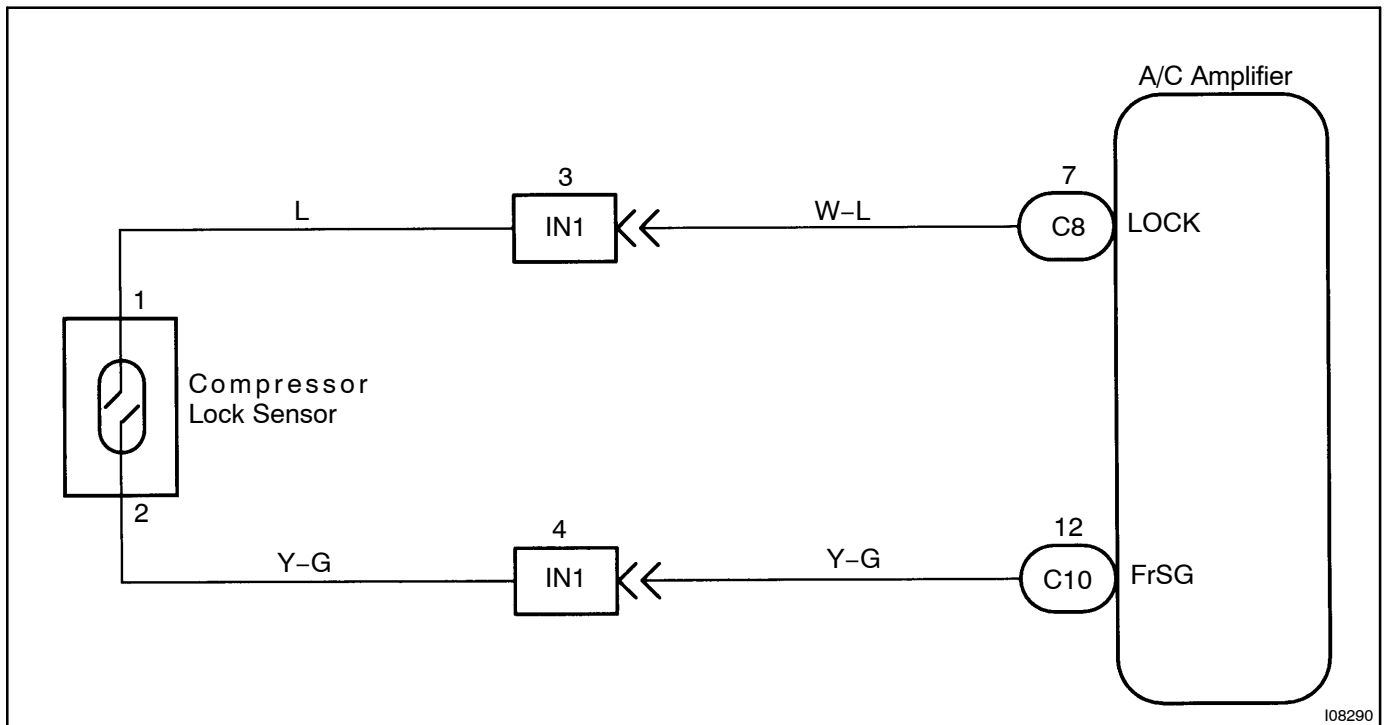 A/C Amplifier
3
7
L
IN1
W–L
C8
LOCK
1
Compressor
Lock Sensor
2
4
12
Y–G
IN1
Y–G
C10
FrSG
I08290